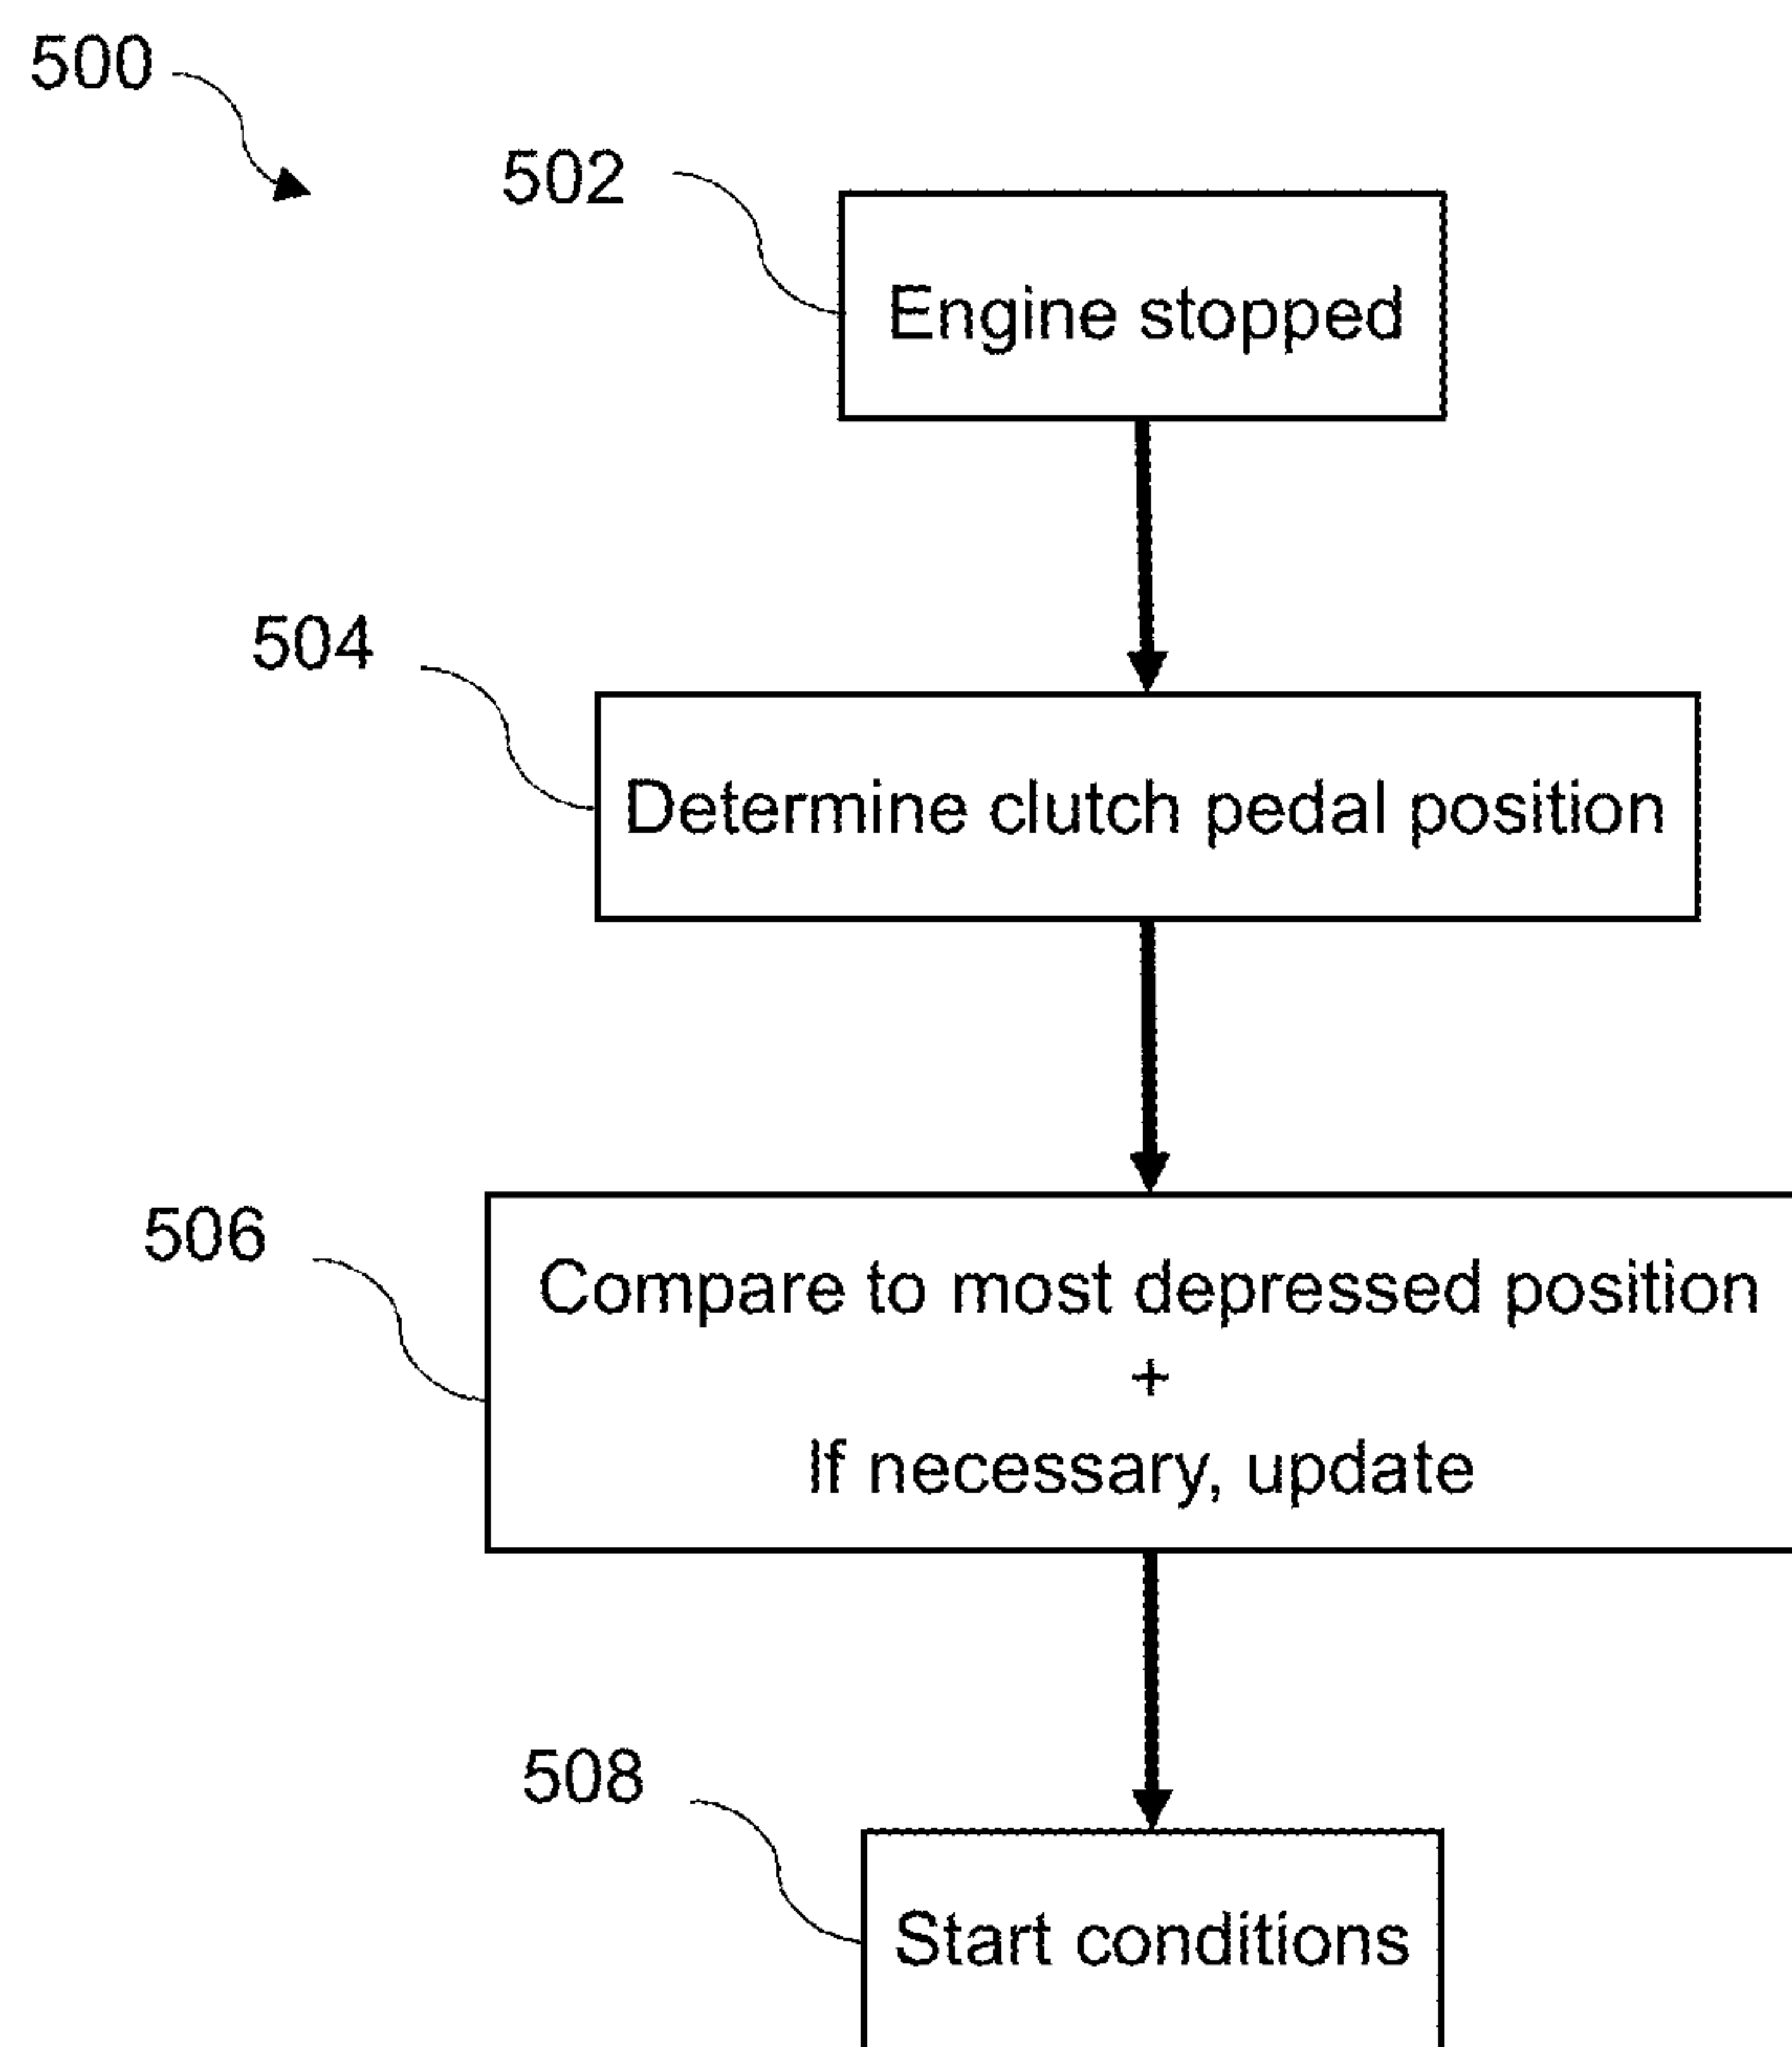 500
502
Engine stopped
504
Determine clutch pedal position
506
Compare to most depressed position
+
If necessary, update
508
Start conditions